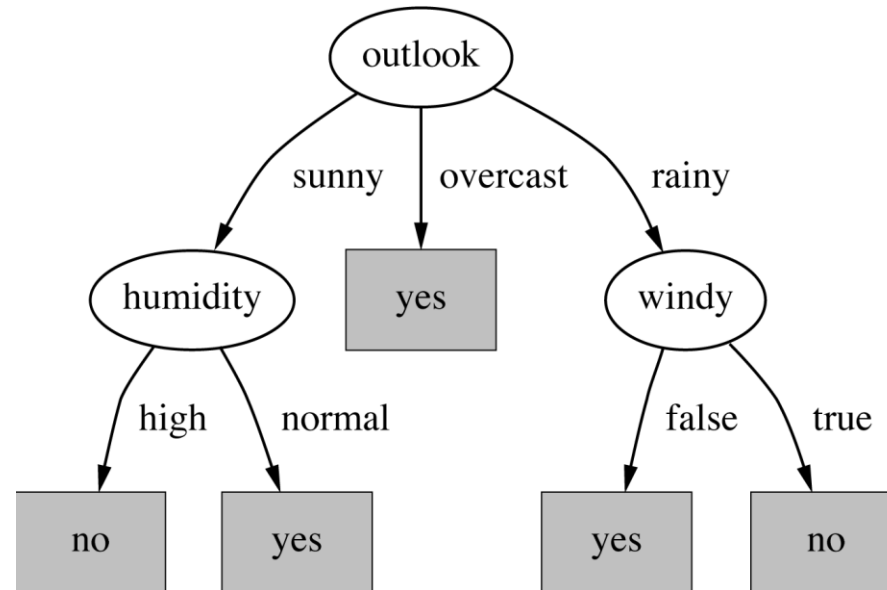 outlook
sunny overcast rainy
humidity yes windy
high normal false true
no yes yes no